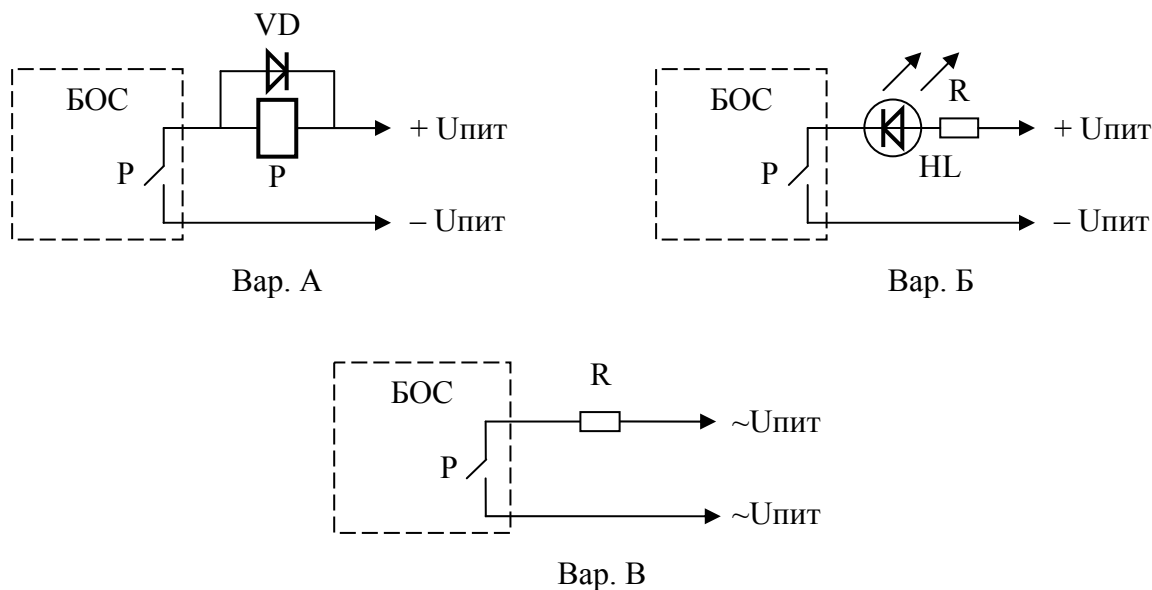 VD
БОС
+ Uпит
P
P
– Uпит
Вар. А
БОС
R
+ Uпит
P
HL
– Uпит
Вар. Б
БОС
R
~Uпит
P
~Uпит
Вар. В